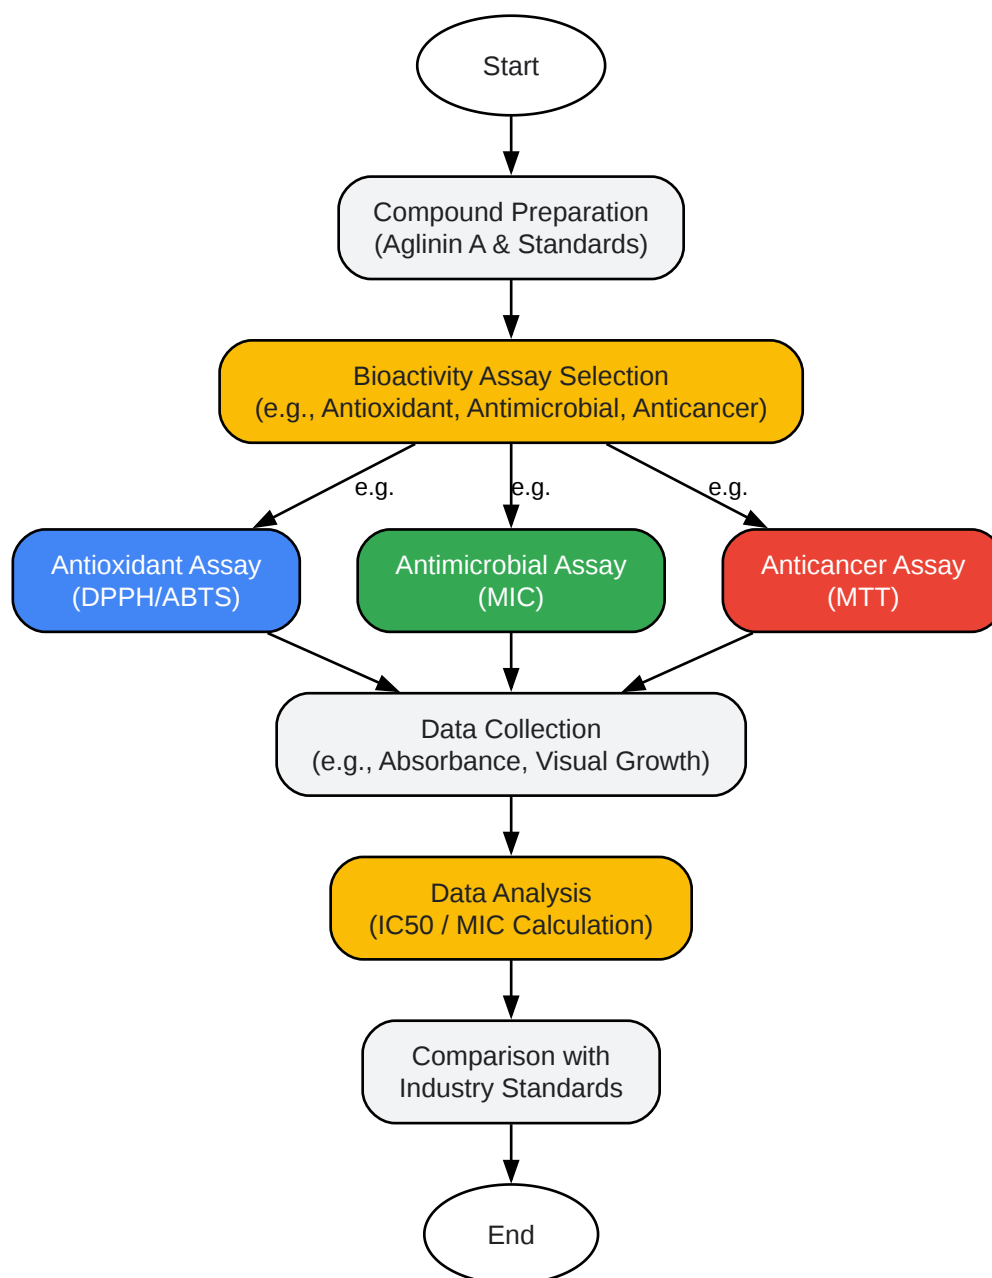 Start
Compound Preparation
(Aglinin A & Standards)
Bioactivity Assay Selection
(e.g., Antioxidant, Antimicrobial, Anticancer)
e.g.
e.g.
e.g.
Antioxidant Assay
(DPPH/ABTS)
Antimicrobial Assay
(MIC)
Anticancer Assay
(MTT)
Data Collection
(e.g., Absorbance, Visual Growth)
Data Analysis
(IC50 / MIC Calculation)
Comparison with
Industry Standards
End